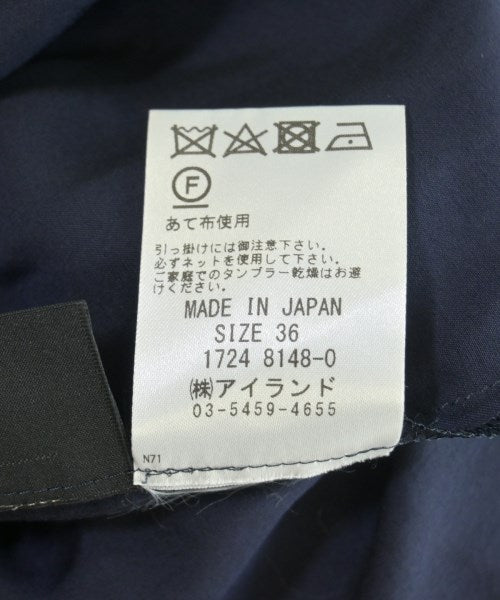 F
あて布使用
引っ掛けには御注意下さい。
必ずネットを使用して下さい。
ご家庭でのタンブラー乾燥はお避
けください。
MADE IN JAPAN
SIZE 36
1724 8148-0
㈱アイランド
03-5459-4655
N71